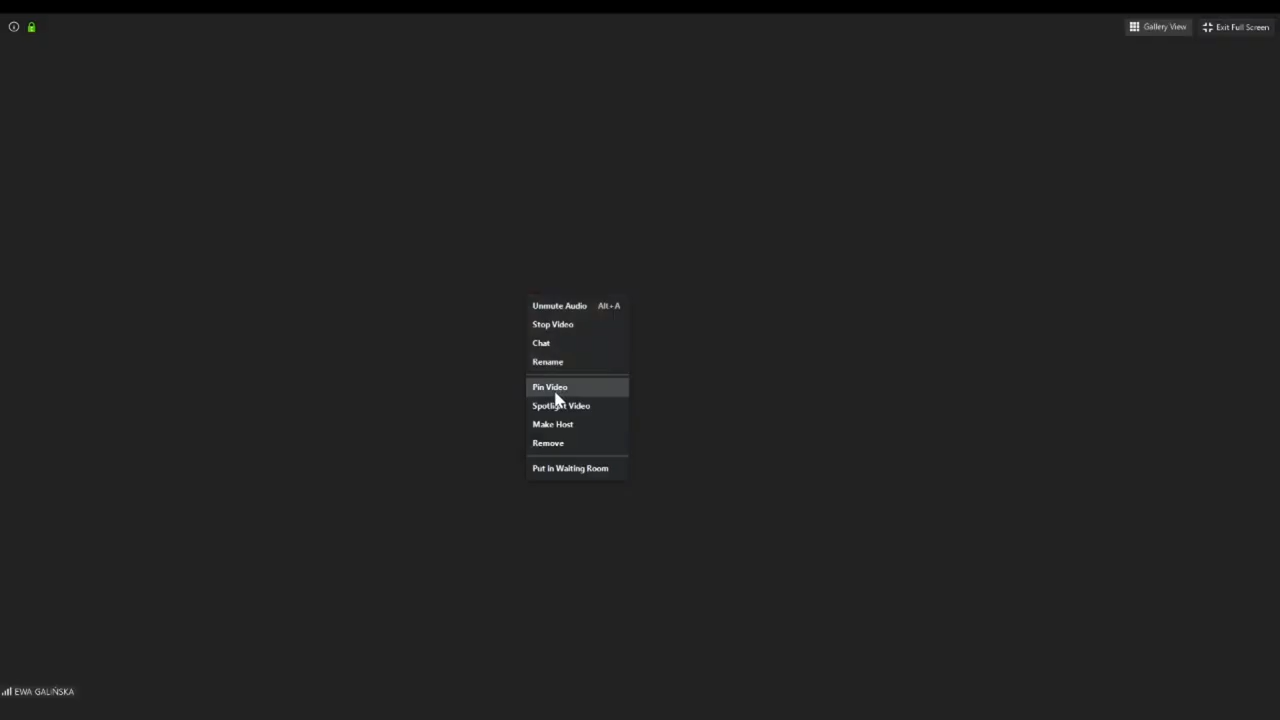 Gallery View
Exit Full Screen
Unmute Audio Alt+A
Stop Video
Chat
Rename
Pin Video
Spotlight Video
Make Host
Remove
Put in Waiting Room
EWA GALIŃSKA